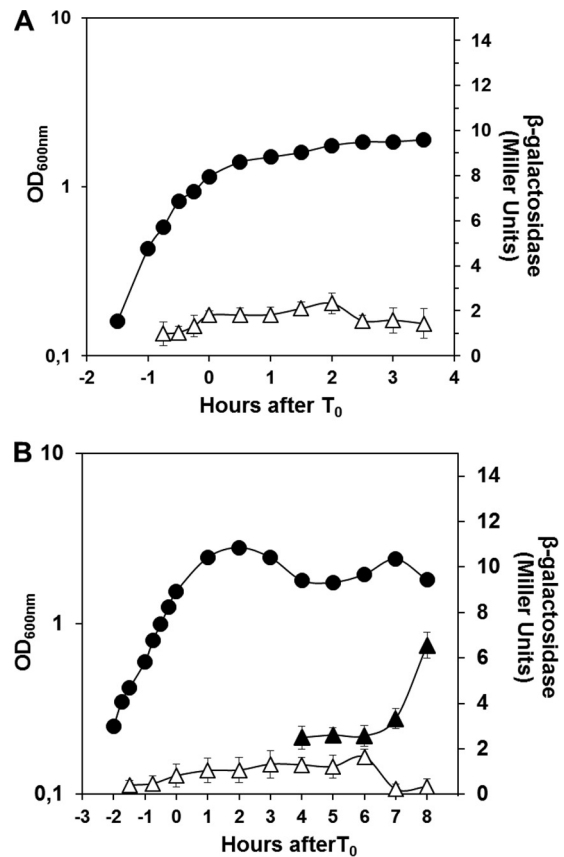 A
10
1
0,1
OD600nm
14
12
10
8
6
4
2
0
β-galactosidase
(Miller Units)
-2 -1 0 1 2 3 4
Hours after T0
B
10
1
0,1
OD600nm
14
12
10
8
6
4
2
0
β-galactosidase
(Miller Units)
-3 -2 -1 0 1 2 3 4 5 6 7 8
Hours afterT0